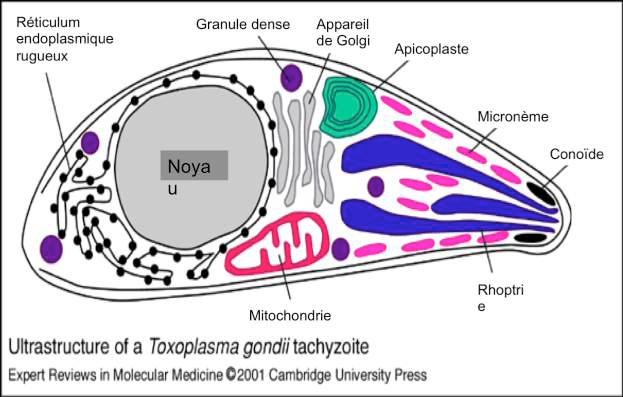 Réticulum
endoplasmique
rugueux
Granule dense
Appareil
de Golgi
Apicoplaste
Micronème
Conoïde
Noya
u
Rhoptri
e
Mitochondrie
Ultrastructure of a Toxoplasma gondii tachyzoite
Expert Reviews in Molecular Medicine ©2001 Cambridge University Press